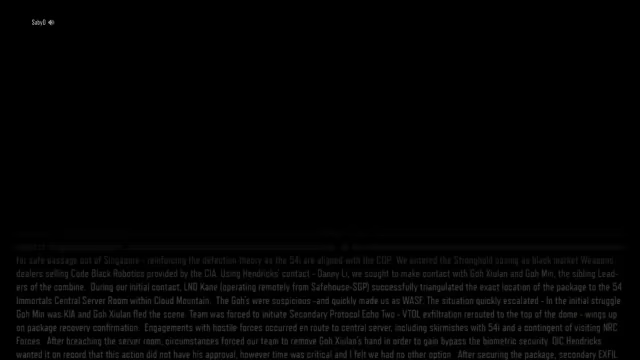 SabyO
for safe passage out of Singapore - reinforcing the defection theory as the 54i are aligned with the CDP. We entered the Stronghold posing as black market Weapons
dealers selling Code Black Robotics provided by the CIA. Using Hendricks' contact - Danny Li, we sought to make contact with Goh Xiulan and Goh Min, the sibling Lead-
ers of the combine. During our initial contact, LNO Kane (operating remotely from Safehouse-SGP) successfully triangulated the exact location of the package to the 54
Immortals Central Server Room within Cloud Mountain. The Goh's were suspicious -and quickly made us as WASF. The situation quickly escalated - In the initial struggle
Goh Min was KIA and Goh Xiulan fled the scene. Team was forced to initiate Secondary Protocol Echo Two - VTOL exfiltration rerouted to the top of the dome - wings up
on package recovery confirmation. Engagements with hostile forces occurred en route to central server, including skirmishes with 54i and a contingent of visiting NRC
Forces. After breaching the server room, circumstances forced our team to remove Goh Xiulan's hand in order to gain bypass the biometric security. OIC Hendricks
wanted it on record that this action did not have his approval, however time was critical and I felt we had no other option. After securing the package, secondary EXFIL